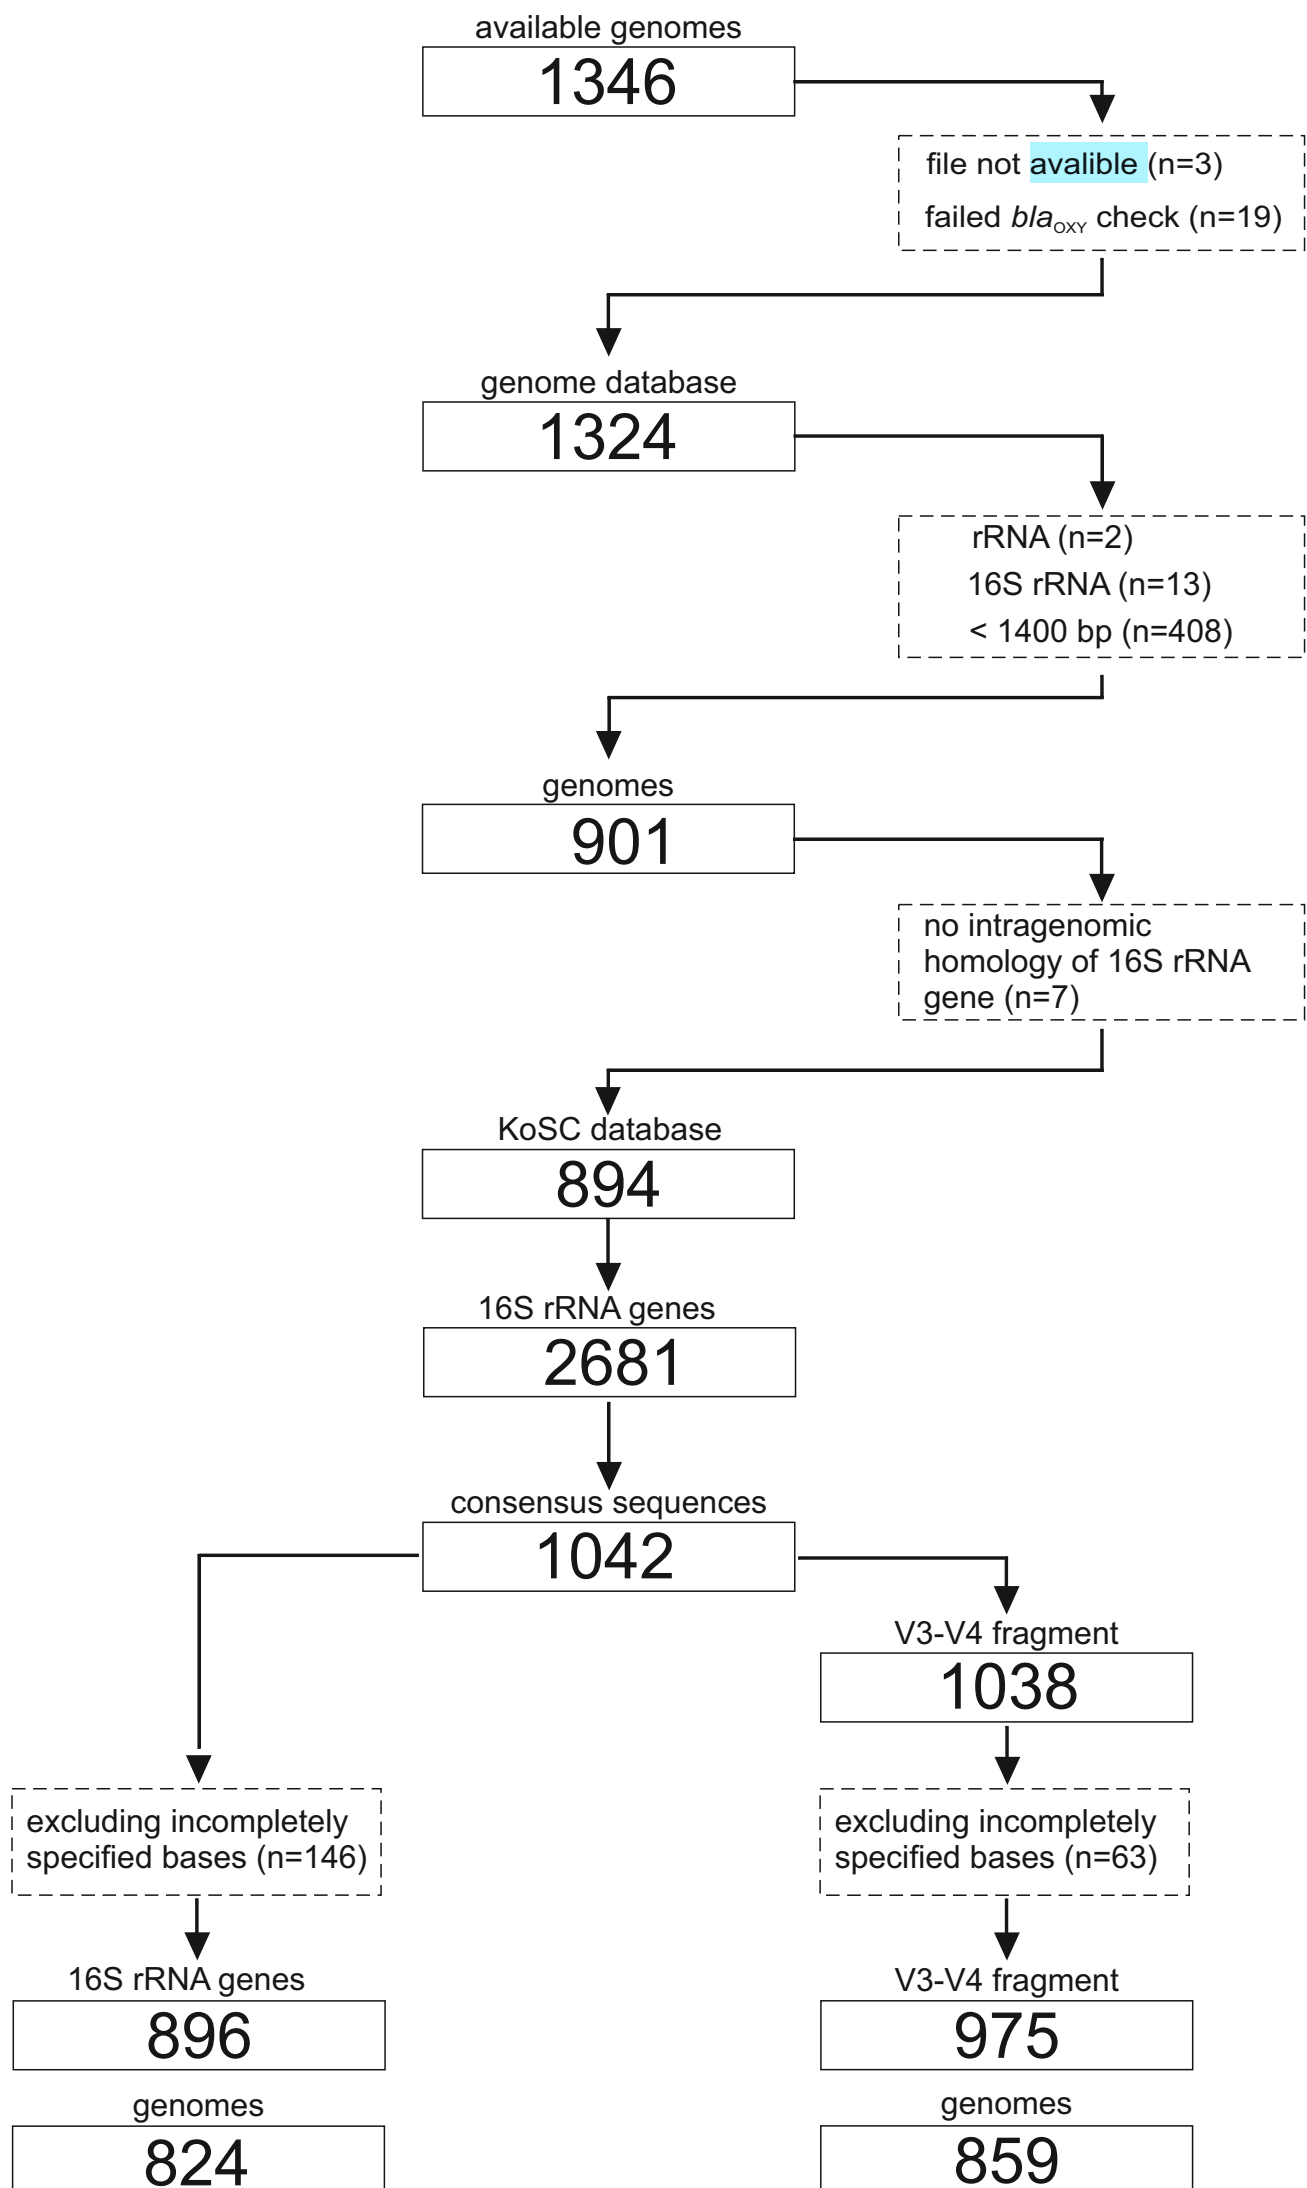 available genomes
1346
file not avalible (n=3)
failed blaOXY check (n=19)
genome database
1324
rRNA (n=2)
16S rRNA (n=13)
< 1400 bp (n=408)
genomes
901
no intragenomic
homology of 16S rRNA
gene (n=7)
KoSC database
894
16S rRNA genes
2681
consensus sequences
1042
V3-V4 fragment
1038
excluding incompletely
specified bases (n=146)
excluding incompletely
specified bases (n=63)
16S rRNA genes
896
V3-V4 fragment
975
genomes
824
genomes
859